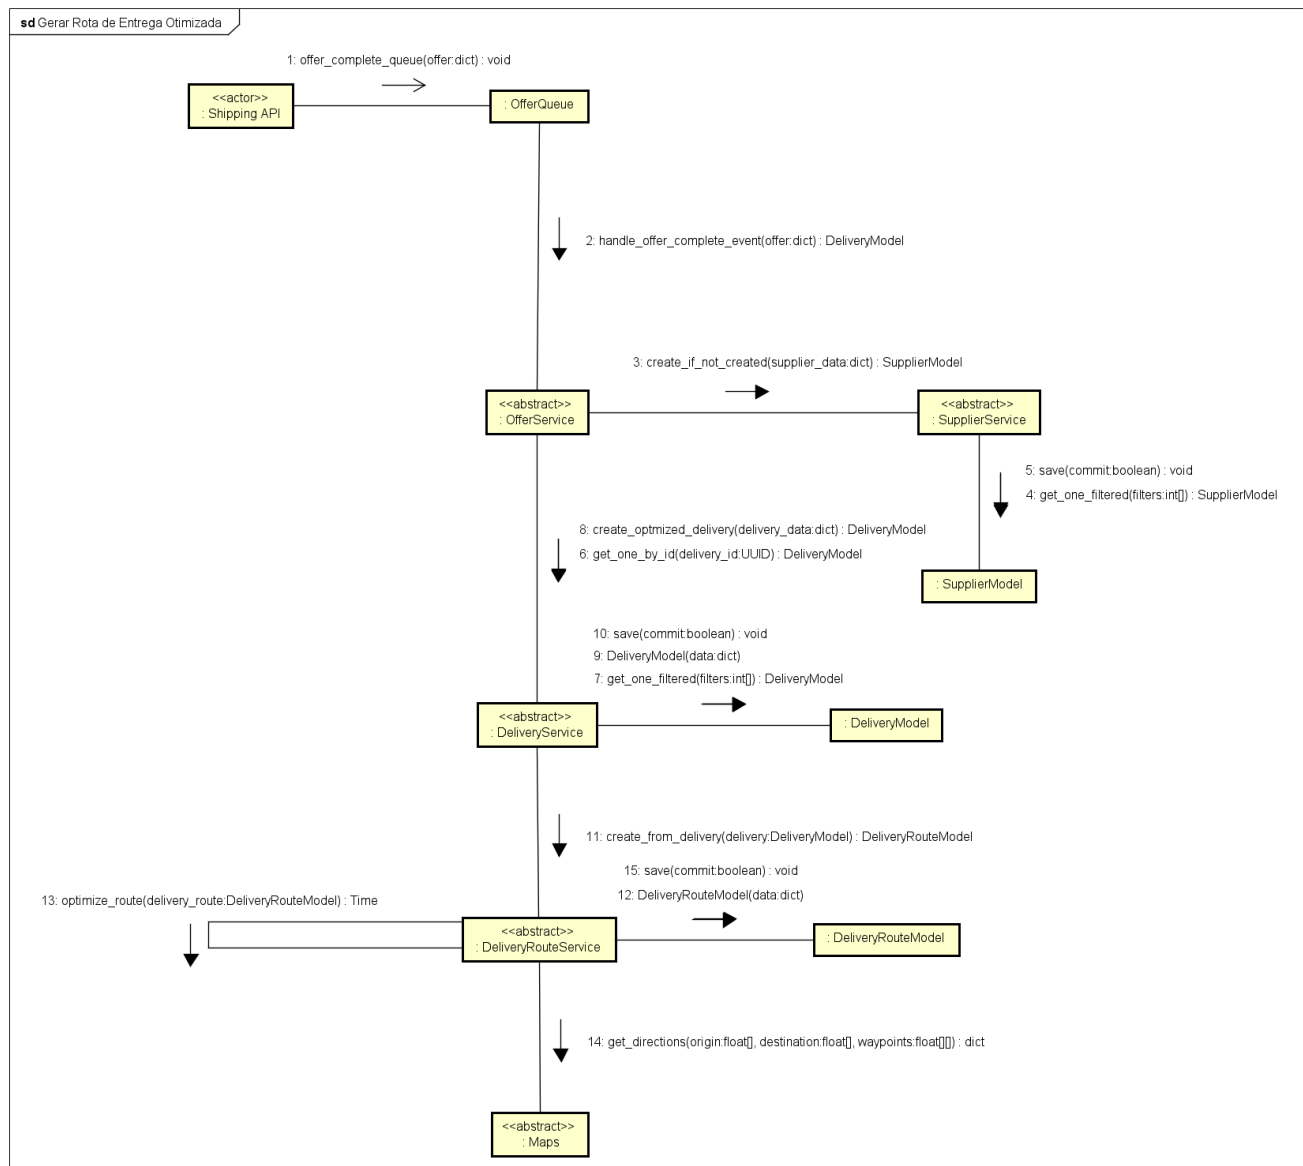 sd Gerar Rota de Entrega Otimizada
1: offer_complete_queue(offer:dict) : void
<<actor>>
: Shipping API
: OfferQueue
2: handle_offer_complete_event(offer:dict) : DeliveryModel
3: create_if_not_created(supplier_data:dict) : SupplierModel
<<abstract>>
: OfferService
<<abstract>>
: SupplierService
5: save(commit:boolean) : void
4: get_one_filtered(filters:int[]) : SupplierModel
8: create_optmized_delivery(delivery_data:dict) : DeliveryModel
6: get_one_by_id(delivery_id:UUID) : DeliveryModel
: SupplierModel
10: save(commit:boolean) : void
9: DeliveryModel(data:dict)
7: get_one_filtered(filters:int[]) : DeliveryModel
<<abstract>>
: DeliveryService
: DeliveryModel
11: create_from_delivery(delivery:DeliveryModel) : DeliveryRouteModel
15: save(commit:boolean) : void
12: DeliveryRouteModel(data:dict)
13: optimize_route(delivery_route:DeliveryRouteModel) : Time
<<abstract>>
: DeliveryRouteService
: DeliveryRouteModel
14: get_directions(origin:float[], destination:float[], waypoints:float[][]) : dict
<<abstract>>
: Maps